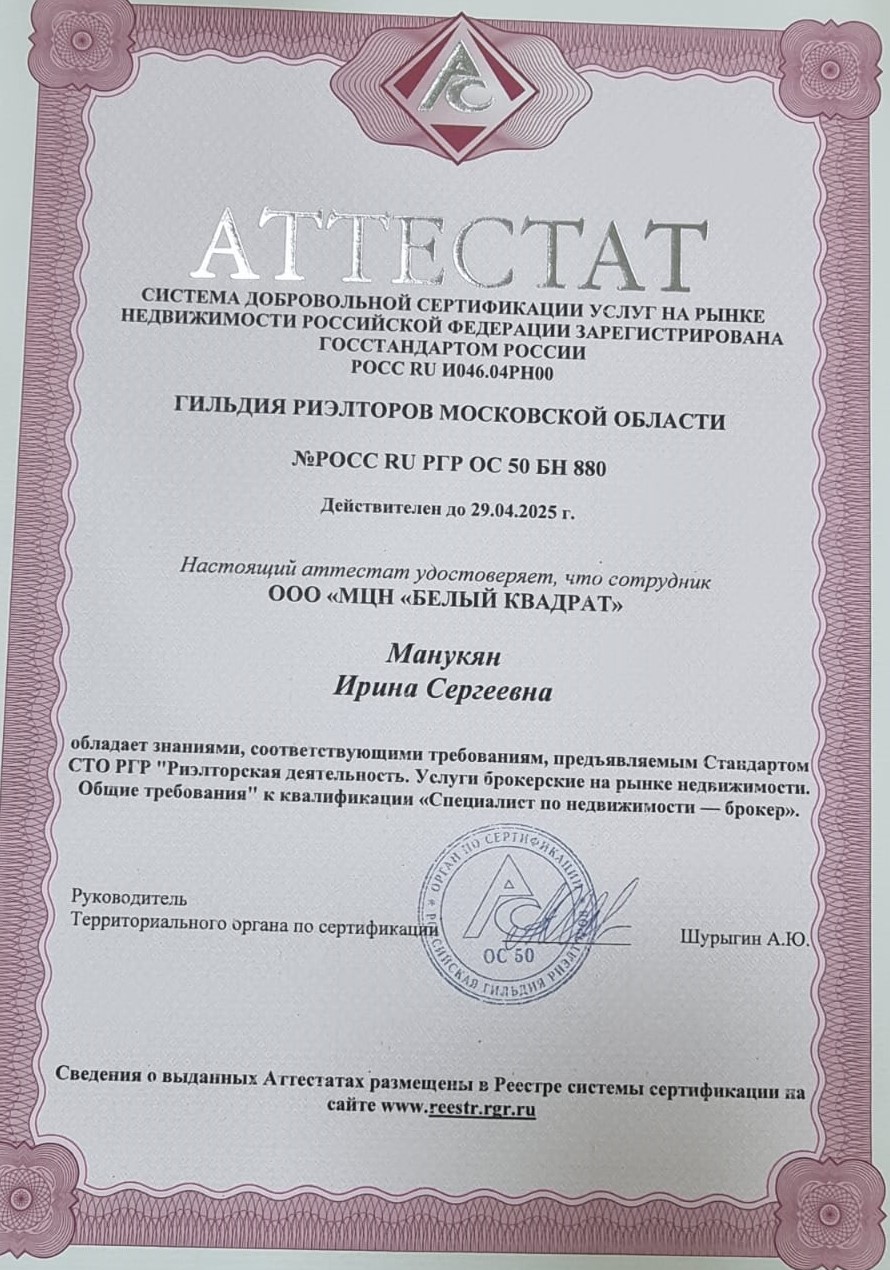 АС
АТТЕСТАТ
СИСТЕМА ДОБРОВОЛЬНОЙ СЕРТИФИКАЦИИ УСЛУГ НА РЫНКЕ
НЕДВИЖИМОСТИ РОССИЙСКОЙ ФЕДЕРАЦИИ ЗАРЕГИСТРИРОВАНА
ГОССТАНДАРТОМ РОССИИ
РОСС RU И046.04РН00
ГИЛЬДИЯ РИЭЛТОРОВ МОСКОВСКОЙ ОБЛАСТИ
№РОСС RU РГР ОС 50 БН 880
Действителен до 29.04.2025 г.
Настоящий аттестат удостоверяет, что сотрудник
ООО «МЦН «БЕЛЫЙ КВАДРАТ»
Манукян
Ирина Сергеевна
обладает знаниями, соответствующими требованиям, предъявляемым Стандартом
СТО РГР "Риэлторская деятельность. Услуги брокерские на рынке недвижимости.
Общие требования" к квалификации «Специалист по недвижимости — брокер».
ОРГАН ПО СЕРТИФИКАЦИИ
АС
ОС 50
РОССИЙСКАЯ ГИЛЬДИЯ РИЭЛТОРОВ
Руководитель
Территориального органа по сертификации
Шурыгин А.Ю.
Сведения о выданных Аттестатах размещены в Реестре системы сертификации на
сайте www.reestr.rgr.ru